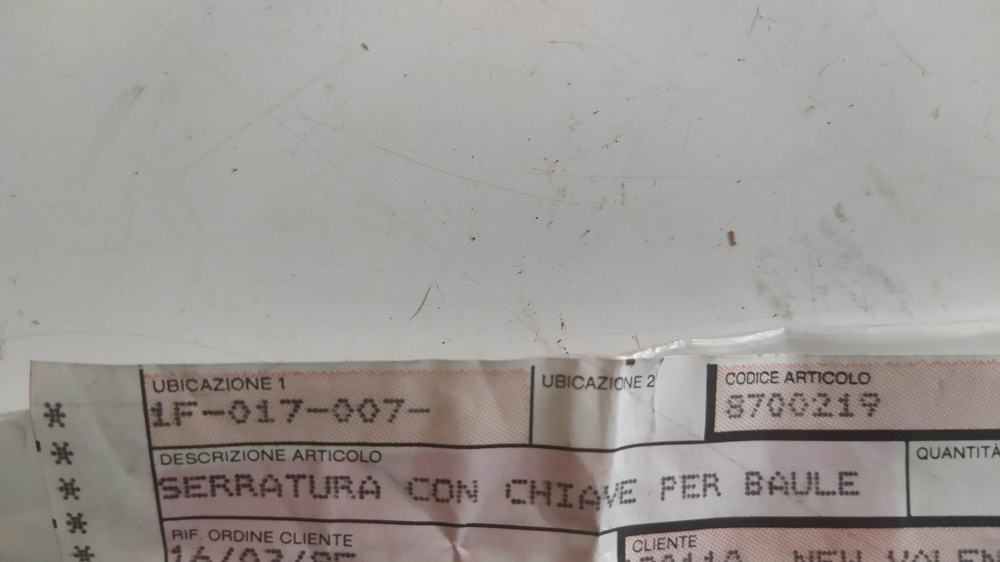 UBICAZIONE 1 UBICAZIONE 2 CODICE ARTICOLO
1F-017-007- 8700219
DESCRIZIONE ARTICOLO QUANTITÀ
SERRATURA CON CHIAVE PER BAULE
RIF. ORDINE CLIENTE CLIENTE
NEW